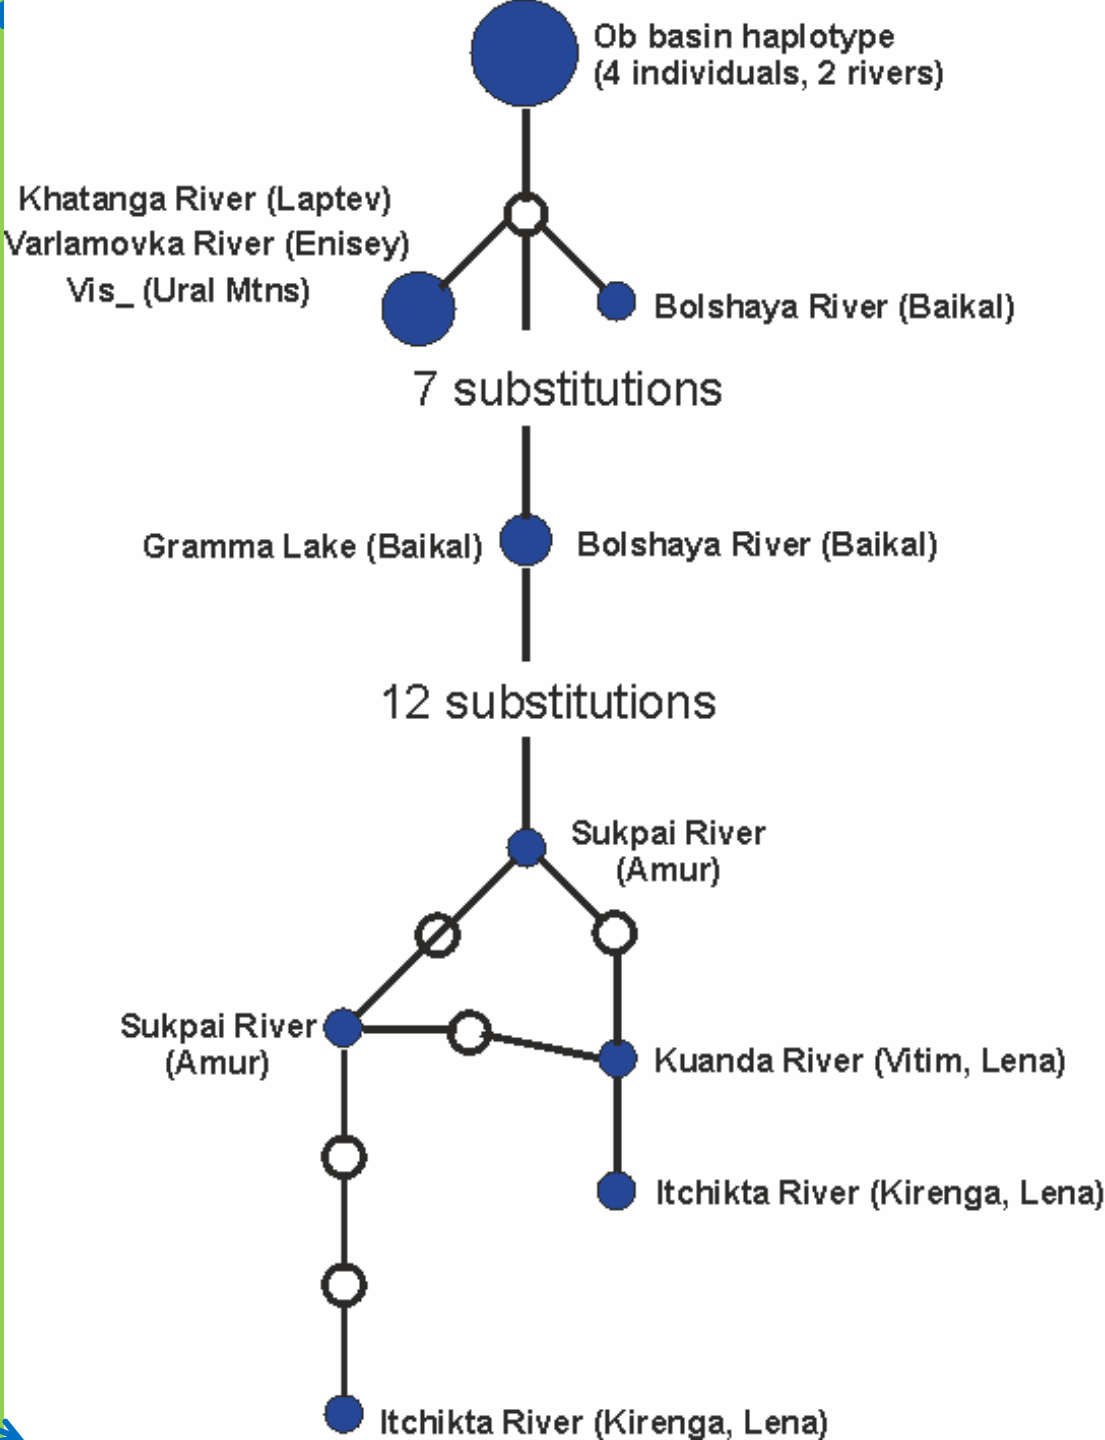 Ob basin haplotype
(4 individuals, 2 rivers)
Khatanga River (Laptev)
Varlamovka River (Enisey)
Vis_ (Ural Mtns)
Bolshaya River (Baikal)
7 substitutions
Gramma Lake (Baikal)
Bolshaya River (Baikal)
12 substitutions
Sukpai River
(Amur)
Sukpai River
(Amur)
Kuanda River (Vitim, Lena)
Itchikta River (Kirenga, Lena)
Itchikta River (Kirenga, Lena)